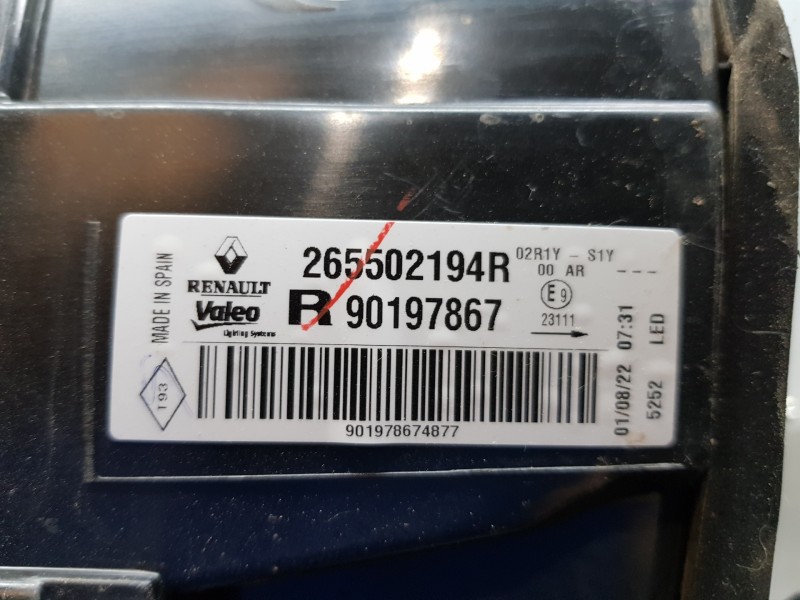 MADE IN SPAIN
193
RENAULT
Valeo
Lighting Systems
265502194R
R 90197867
02R1Y - S1Y
00 AR ---
E9
23111
901978674877
01/08/22 07:31
5252 LED